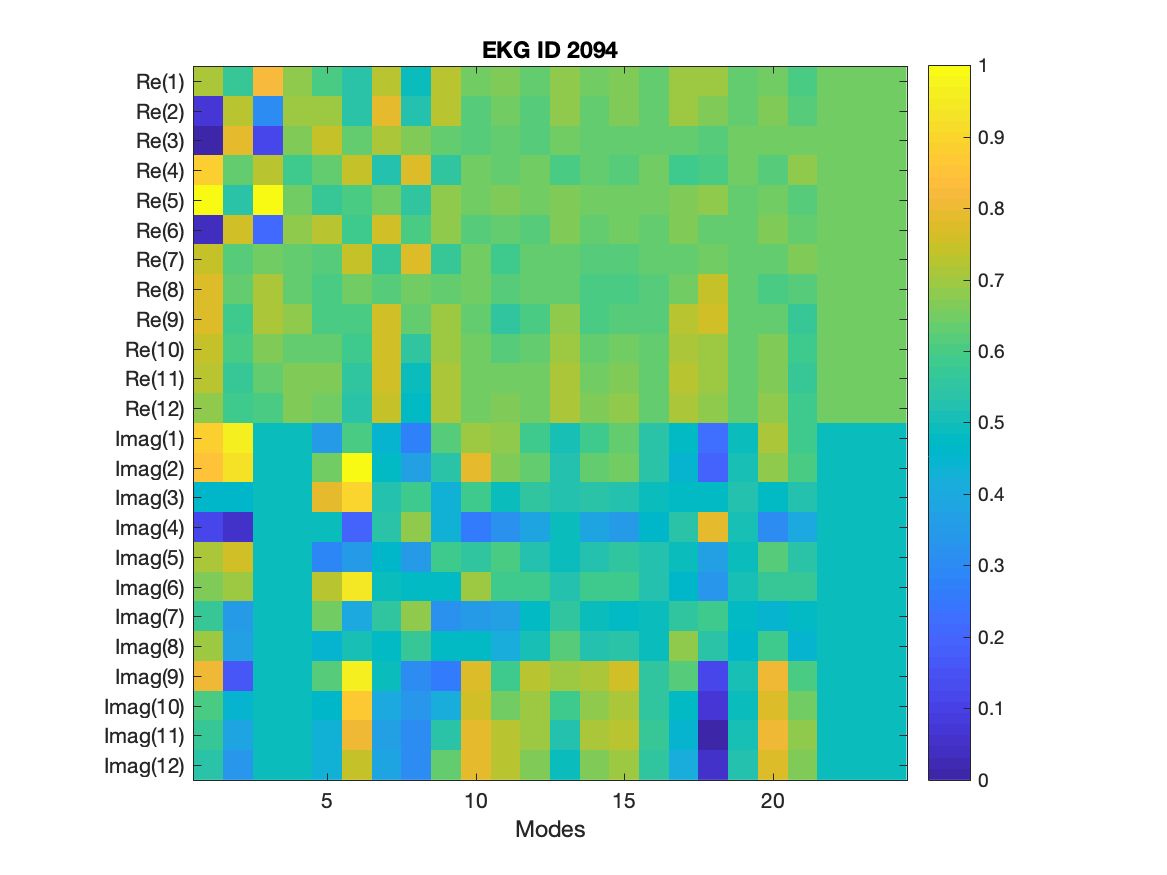 EKG ID 2094
Re(1)
Re(2)
Re(3)
Re(4)
Re(5)
Re(6)
Re(7)
Re(8)
Re(9)
Re(10)
Re(11)
Re(12)
Imag(1)
Imag(2)
Imag(3)
Imag(4)
Imag(5)
Imag(6)
Imag(7)
Imag(8)
Imag(9)
Imag(10)
Imag(11)
Imag(12)
5 10 15 20
Modes
1
0.9
0.8
0.7
0.6
0.5
0.4
0.3
0.2
0.1
0